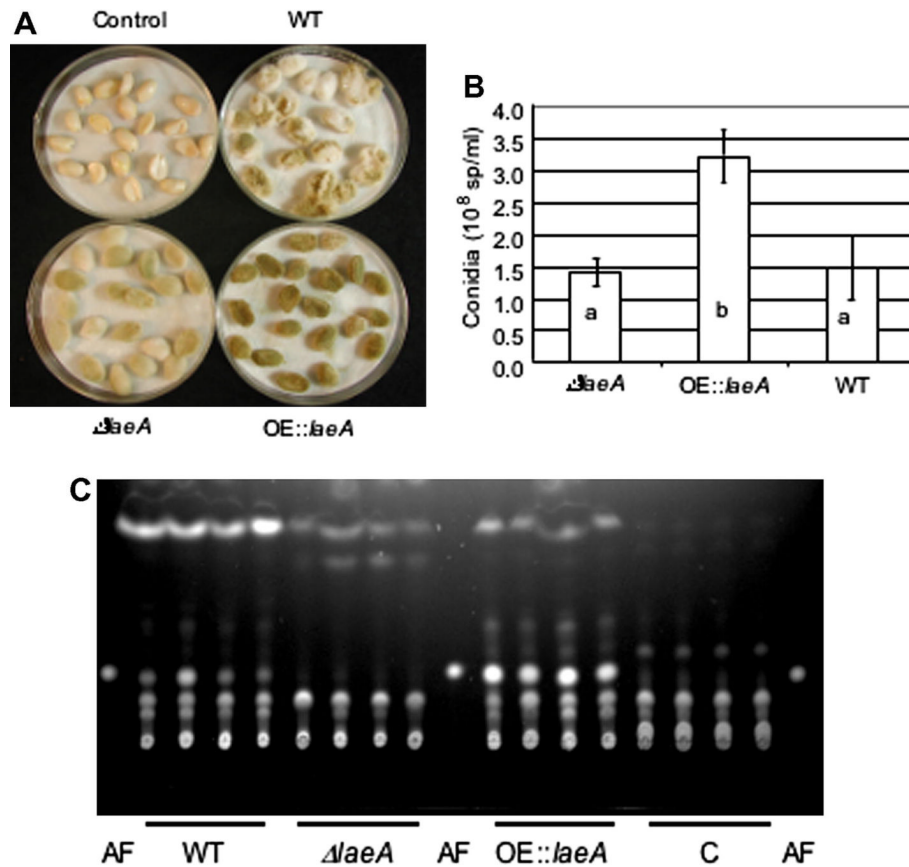 A
Control WT
ΔlaeA OE::laeA
B
Conidia (10⁸ sp/ml)
4.0
3.5
3.0
2.5
2.0
1.5
1.0
0.5
0.0
a b a
ΔlaeA OE::laeA WT
C
AF WT ΔlaeA AF OE::laeA C AF